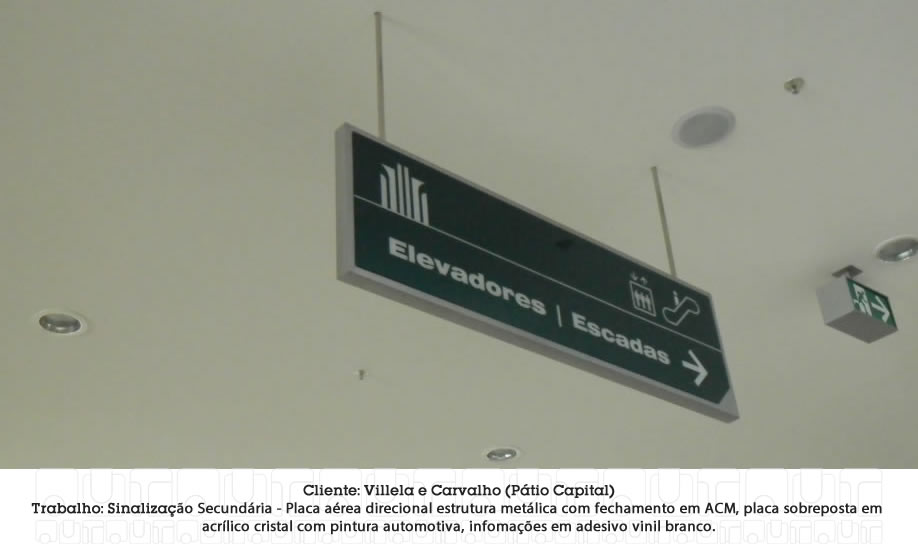 Elevadores | Escadas
Cliente: Villela e Carvalho (Pátio Capital)
Trabalho: Sinalização Secundária - Placa aérea direcional estrutura metálica com fechamento em ACM, placa sobreposta em
acrílico cristal com pintura automotiva, infomações em adesivo vinil branco.